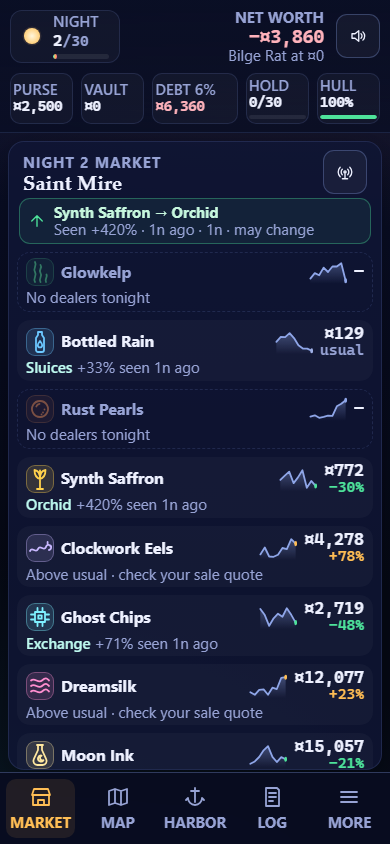 NIGHT
2/30
NET WORTH
−¤3,860
Bilge Rat at ¤0
PURSE
¤2,500
VAULT
¤0
DEBT 6%
¤6,360
HOLD
0/30
HULL
100%
NIGHT 2 MARKET
Saint Mire
Synth Saffron → Orchid
Seen +420% · 1n ago · 1n · may change
Glowkelp
–
No dealers tonight
Bottled Rain
¤129
usual
Sluices +33% seen 1n ago
Rust Pearls
–
No dealers tonight
Synth Saffron
¤772
−30%
Orchid +420% seen 1n ago
Clockwork Eels
¤4,278
+78%
Above usual · check your sale quote
Ghost Chips
¤2,719
−48%
Exchange +71% seen 1n ago
Dreamsilk
¤12,077
+23%
Above usual · check your sale quote
Moon Ink
¤15,057
−21%
MARKET
MAP
HARBOR
LOG
MORE